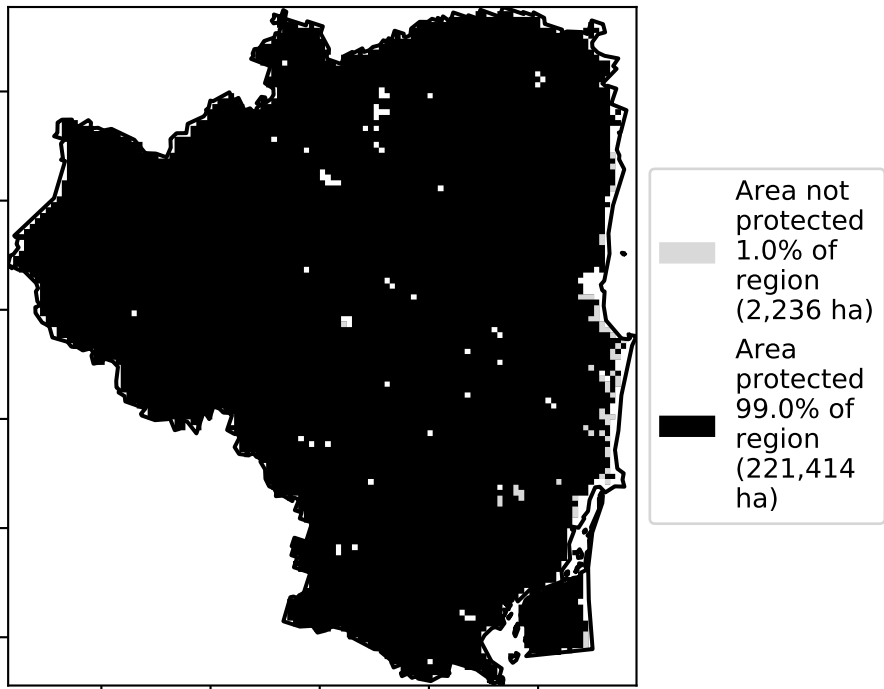 Area not
protected
1.0% of
region
(2,236 ha)
Area
protected
99.0% of
region
(221,414
ha)